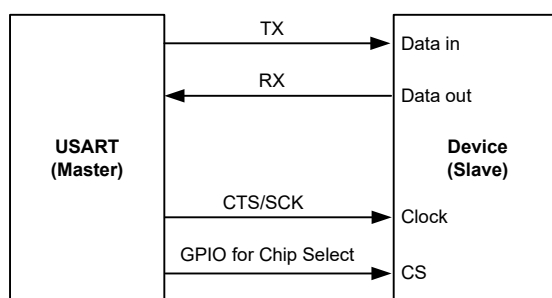 TX
Data in
RX
Data out
USART
(Master)
Device
(Slave)
CTS/SCK
Clock
GPIO for Chip Select
CS